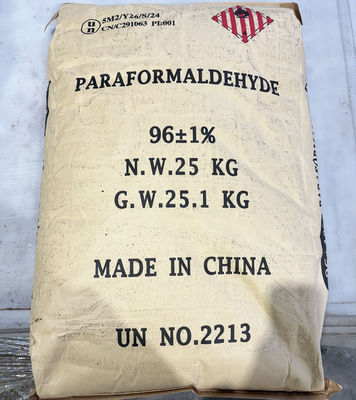 un 5M2/Y26/S/24
CN/C291063 PI:001
PARAFORMALDEHYDE
96±1%
N.W.25 KG
G.W.25.1 KG
MADE IN CHINA
UN NO.2213